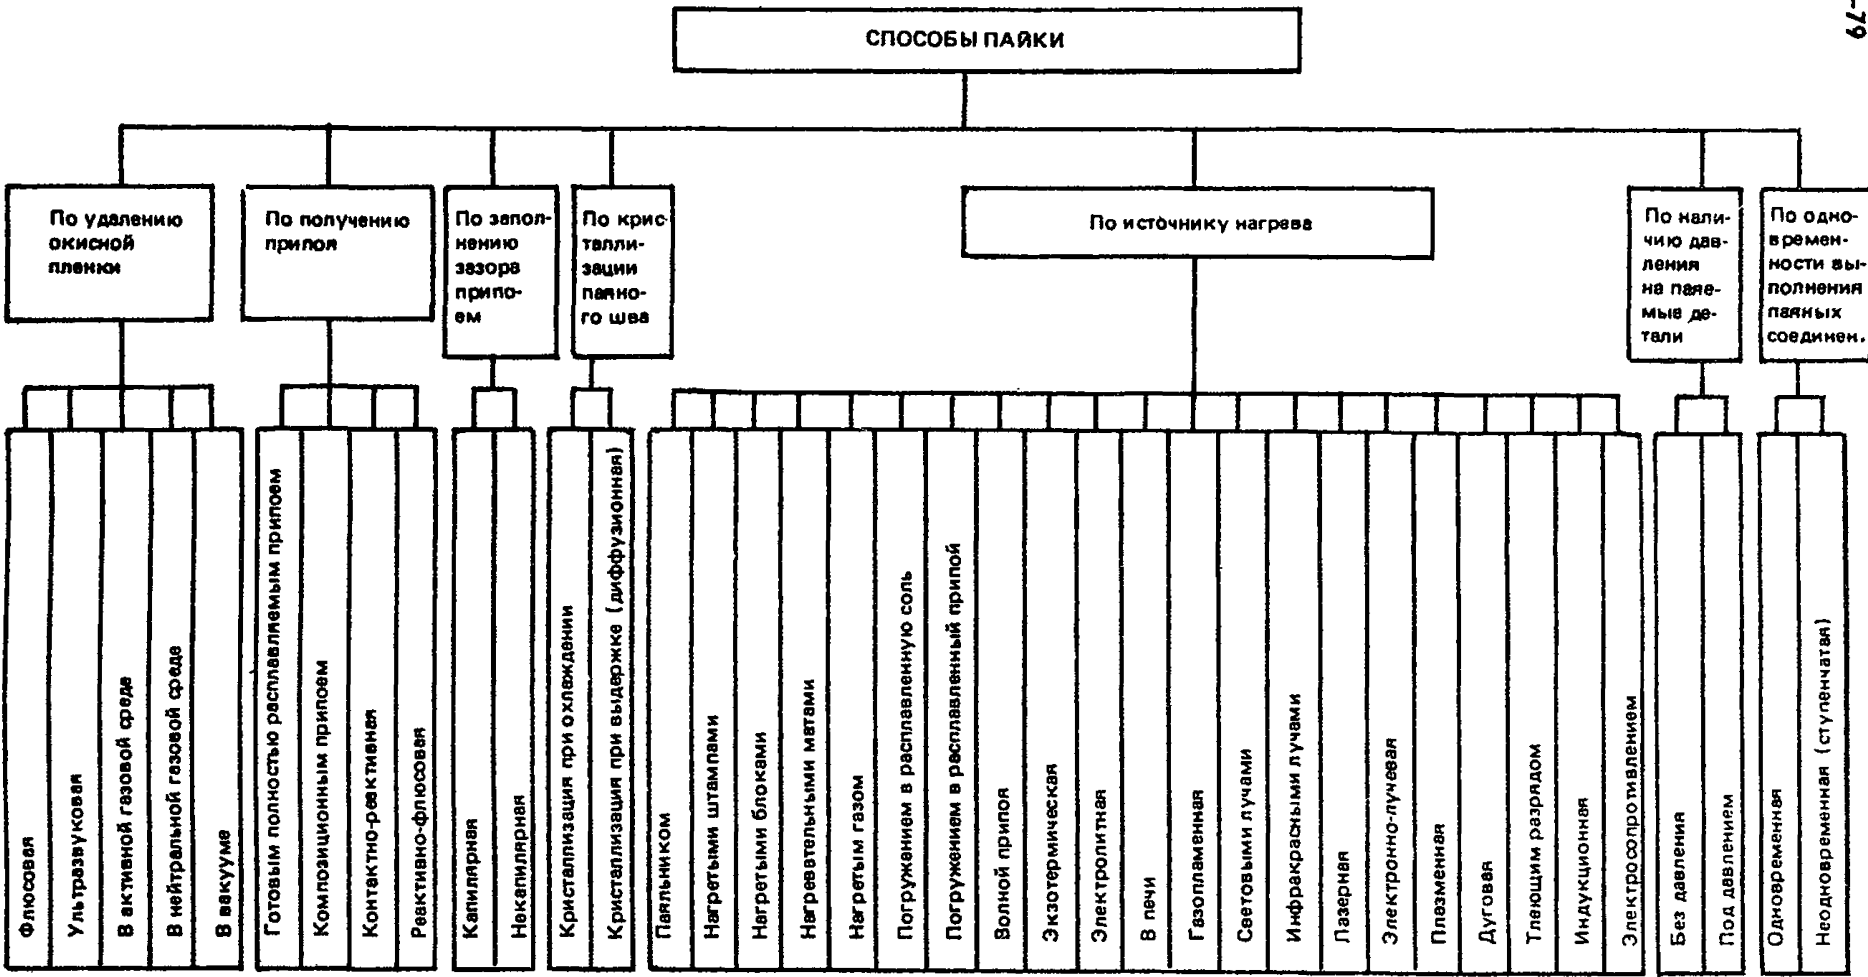 -79
СПОСОБЫ ПАЙКИ
По удалению
окисной
пленки
По получению
припоя
По запол-
нению
зазора
припо-
ем
По крис-
талли-
зации
паяно-
го шва
По источнику нагрева
По нали-
чию дав-
ления
на пае-
мые де-
тали
По одно-
времен-
ности вы-
полнения
паяных
соединен.
Флюсовая
Ультразвуковая
В активной газовой среде
В нейтральной газовой среде
В вакууме
Готовым полностью расплавляемым припоем
Композиционным припоем
Контактно-реактивная
Реактивно-флюсовая
Капилярная
Некапилярная
Кристаллизация при охлаждении
Кристаллизация при выдержке (диффузионная)
Паяльником
Нагретыми штампами
Нагретыми блоками
Нагревательными матами
Нагретым газом
Погружением в расплавленную соль
Погружением в расплавленный припой
Волной припоя
Экзотермическая
Электролитная
В печи
Газопламенная
Световыми лучами
Инфракрасными лучами
Лазерная
Электронно-лучевая
Плазменная
Дуговая
Тлеющим разрядом
Индукционная
Электросопротивлением
Без давления
Под давлением
Одновременная
Неодновременная (ступенчатая)